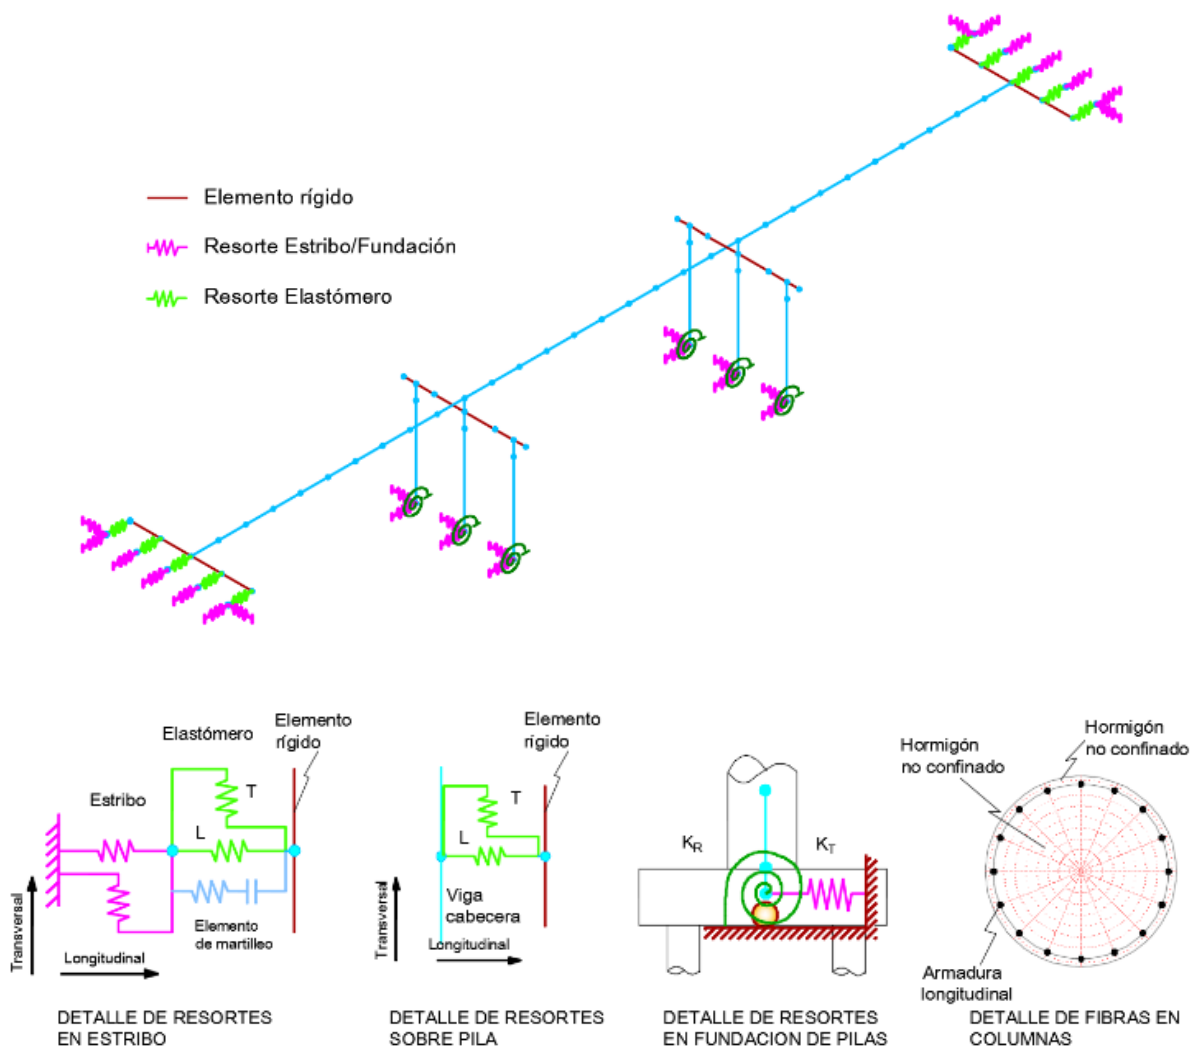 Elemento rígido
Resorte Estribo/Fundación
Resorte Elastómero
Elastómero
Elemento
rígido
Estribo
T
L
Elemento
de martilleo
Transversal
Longitudinal
DETALLE DE RESORTES
EN ESTRIBO
Elemento
rígido
T
L
Viga
cabecera
Transversal
Longitudinal
DETALLE DE RESORTES
SOBRE PILA
KR
KT
DETALLE DE RESORTES
EN FUNDACION DE PILAS
Hormigón
no confinado
Hormigón
no confinado
Armadura
longitudinal
DETALLE DE FIBRAS EN
COLUMNAS